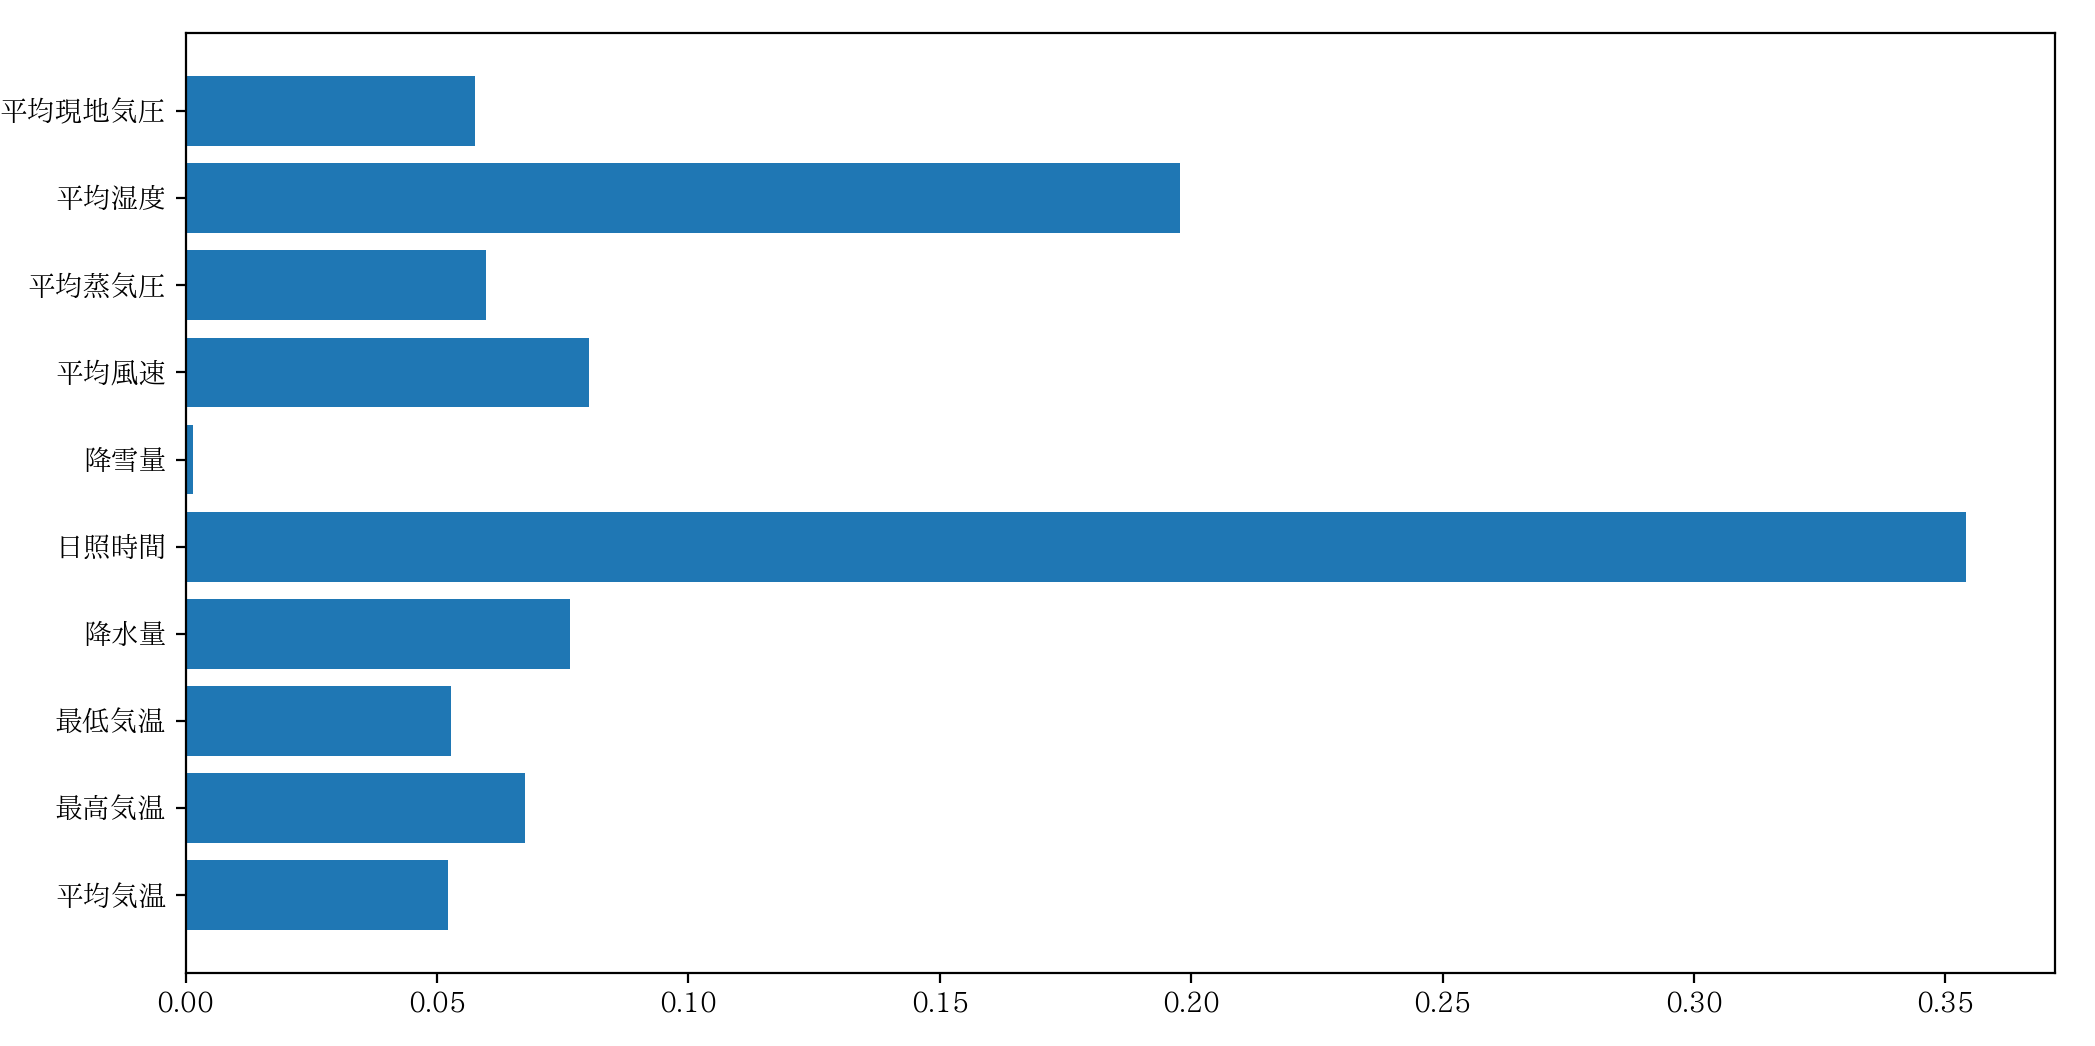 平均現地気圧
平均湿度
平均蒸気圧
平均風速
降雪量
日照時間
降水量
最低気温
最高気温
平均気温
0.00 0.05 0.10 0.15 0.20 0.25 0.30 0.35